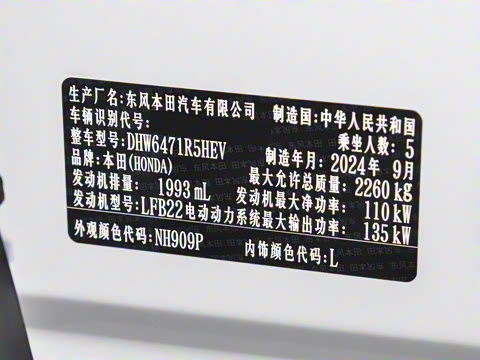 生产厂名:东风本田汽车有限公司 制造国:中华人民共和国
车辆识别代号: 乘坐人数: 5
整车型号:DHW6471R5HEV 制造年月: 2024年 9月
品牌:本田(HONDA) 最大允许总质量: 2260 kg
发动机排量: 1993 mL 发动机最大净功率: 110 kW
发动机型号:LFB22 电动动力系统最大输出功率: 135 kW
外观颜色代码:NH909P 内饰颜色代码:L